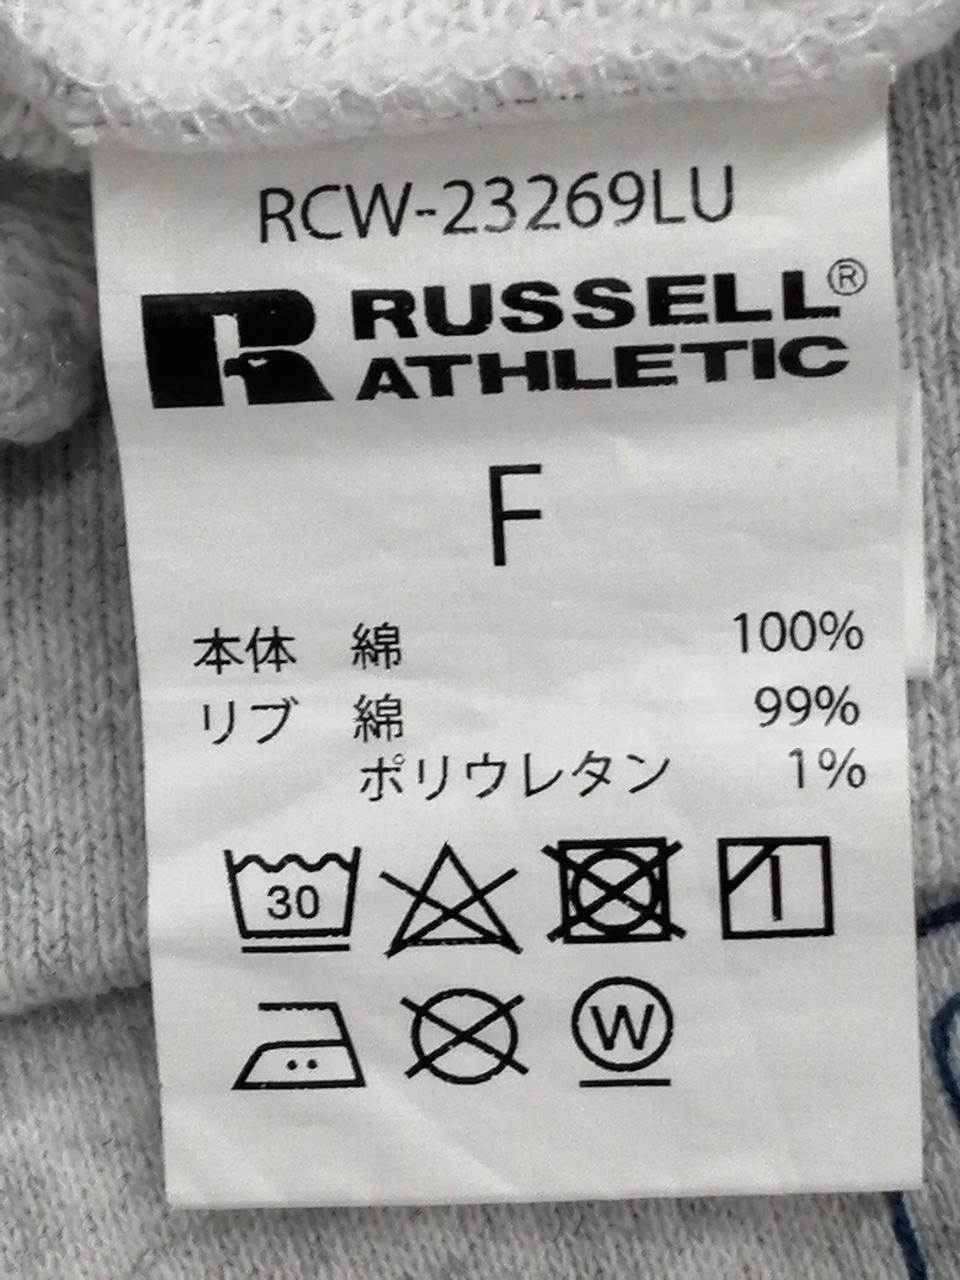 RCW-23269LU
RUSSELL®
ATHLETIC
F
本体 綿 100%
リブ 綿 99%
ポリウレタン 1%
30
W